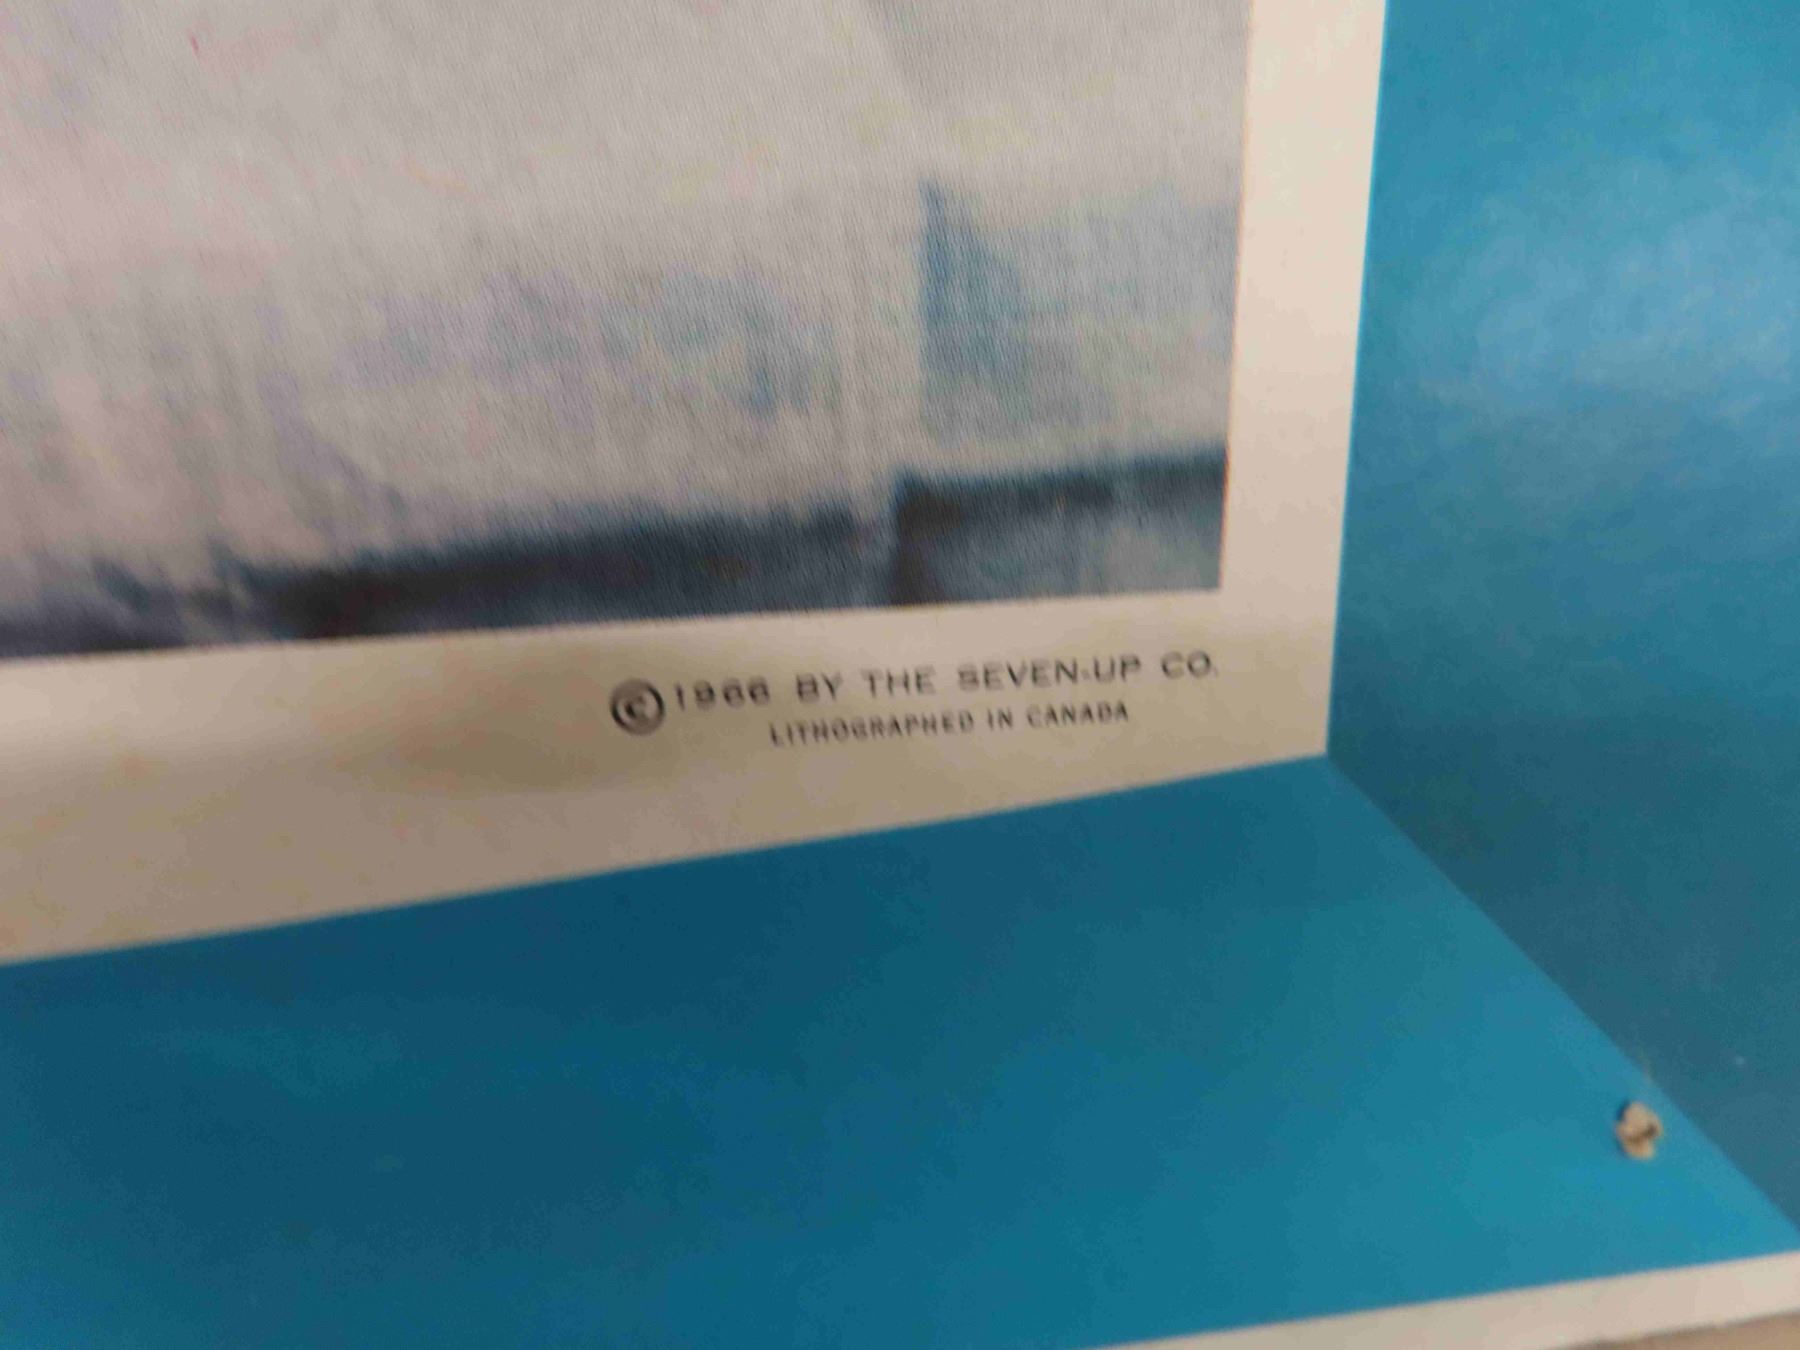 ©1966 BY THE SEVEN-UP CO.
LITHOGRAPHED IN CANADA